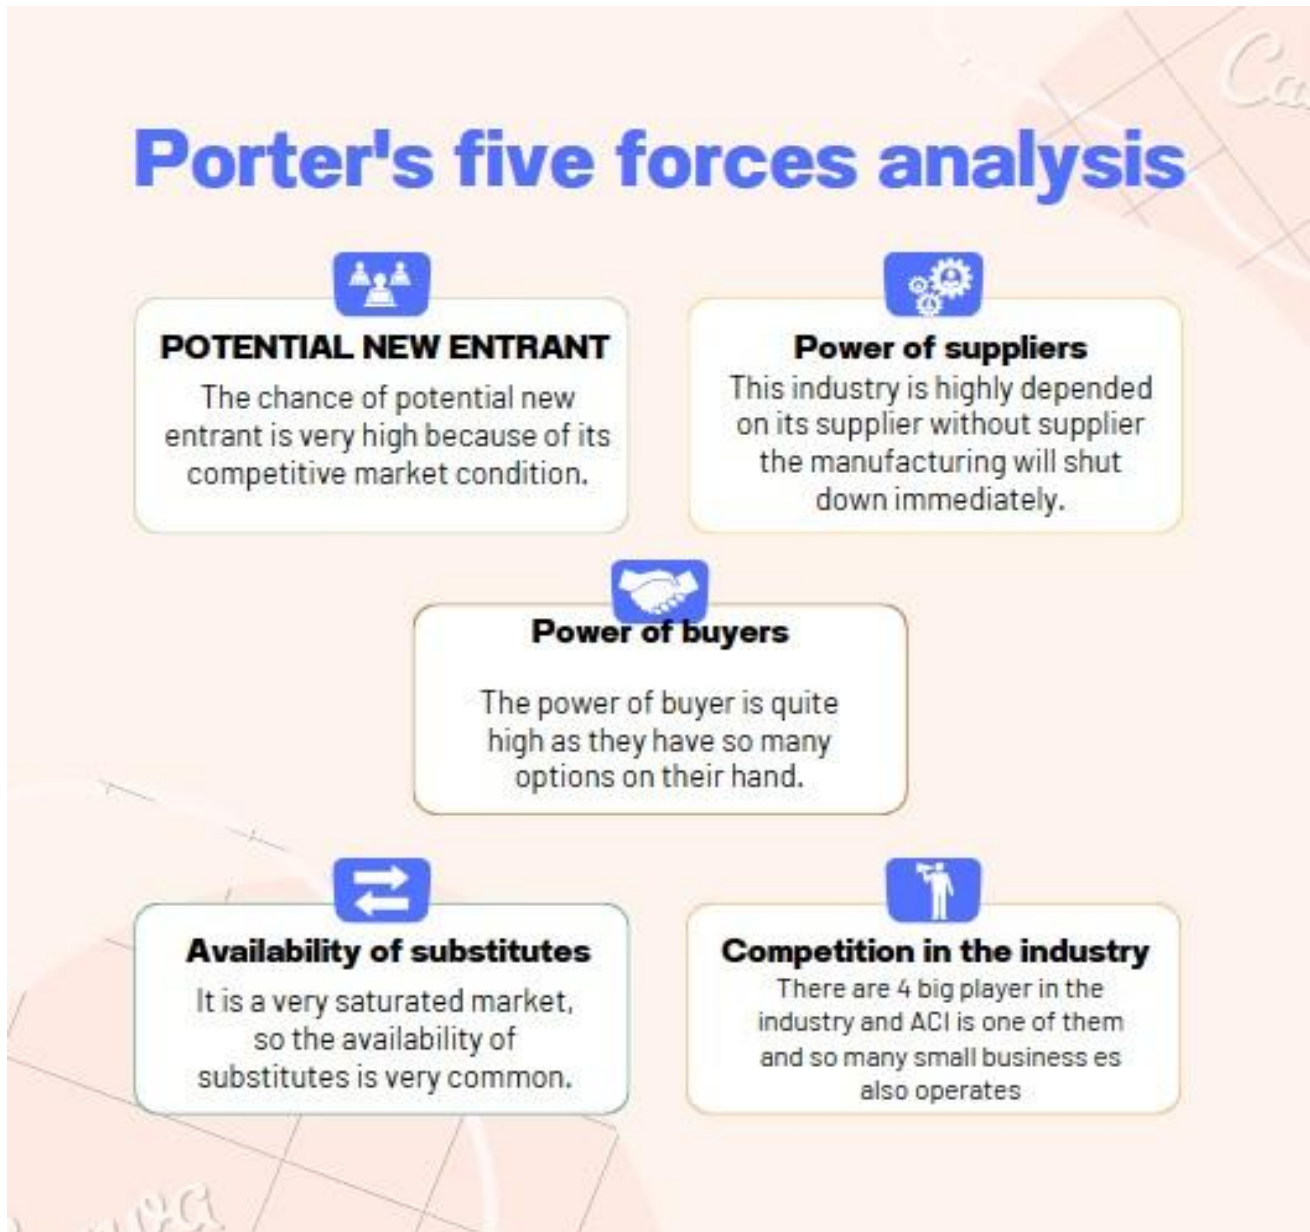 Porter's five forces analysis
POTENTIAL NEW ENTRANT
The chance of potential new
entrant is very high because of its
competitive market condition.
Power of suppliers
This industry is highly depended
on its supplier without supplier
the manufacturing will shut
down immediately.
Power of buyers
The power of buyer is quite
high as they have so many
options on their hand.
Availability of substitutes
It is a very saturated market,
so the availability of
substitutes is very common.
Competition in the industry
There are 4 big player in the
industry and ACI is one of them
and so many small business es
also operates